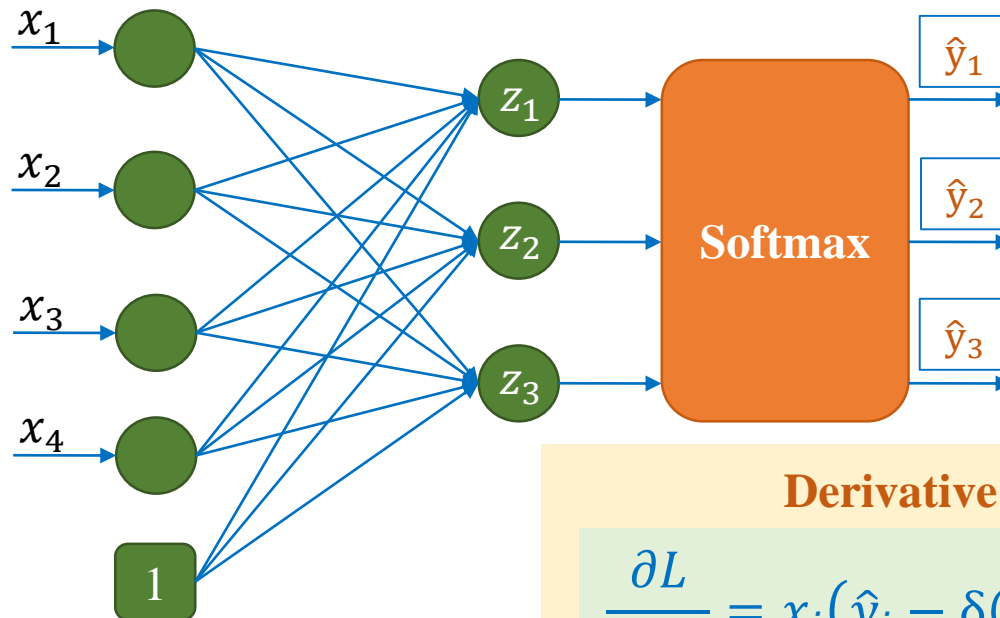 x₁
x₂
x₃
x₄
1
z₁
z₂
z₃
Softmax
ŷ₁
ŷ₂
ŷ₃
Derivative
∂L
= x (ŷ − δ(